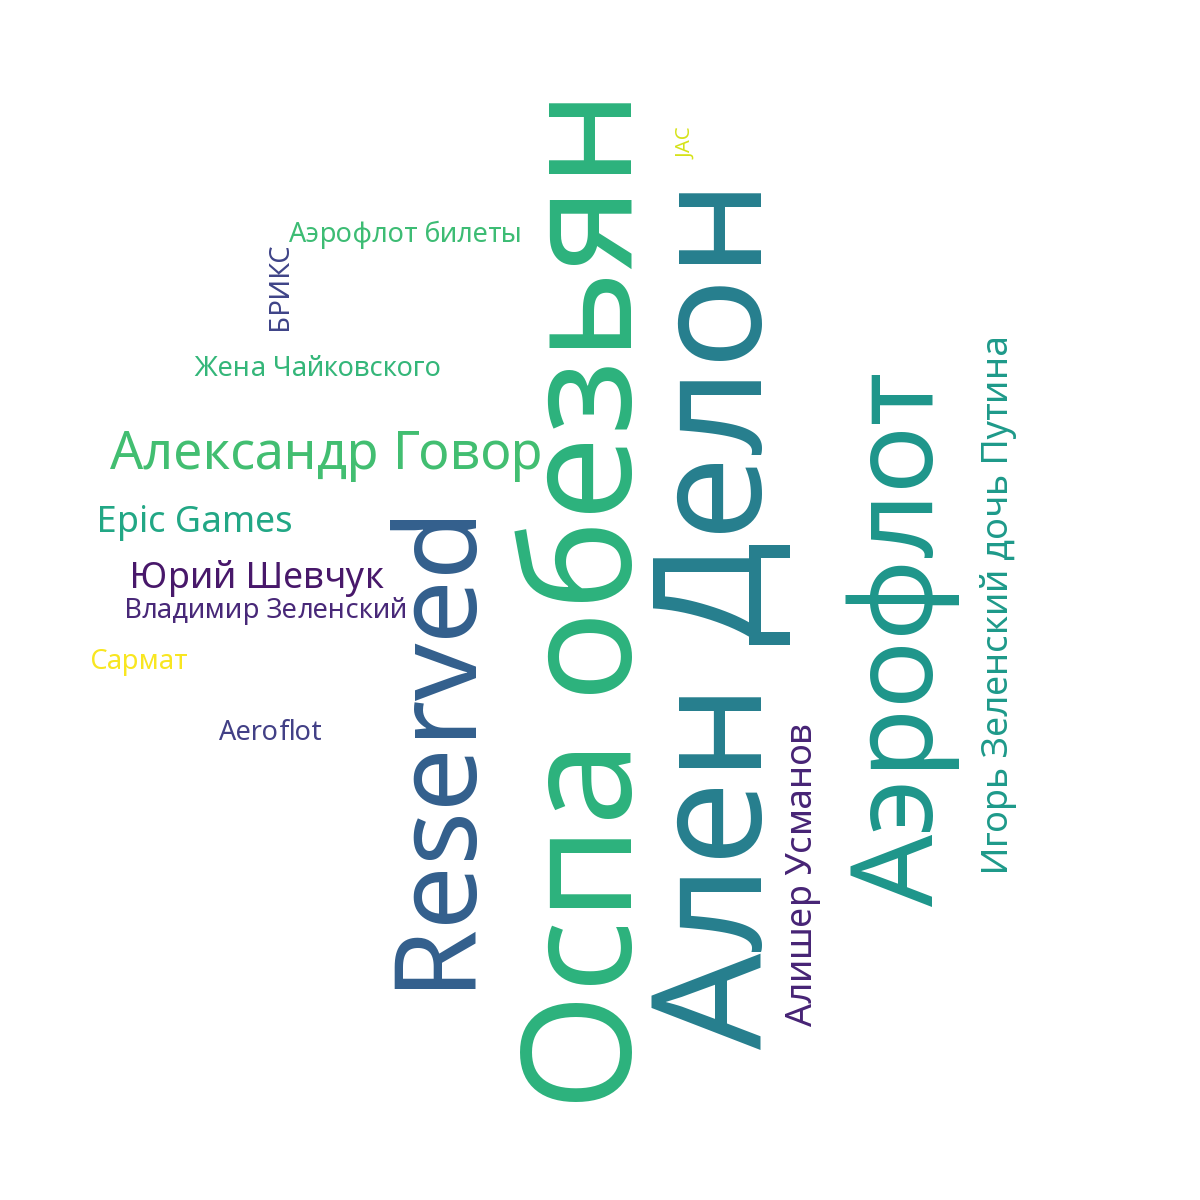 JAC
Аэрофлот билеты
БРИКС
Жена Чайковского
Александр Говор
Epic Games
Юрий Шевчук
Владимир Зеленский
Сармат
Aeroflot
Reserved
Оспа обезьян
Ален Делон
Алишер Усманов
Аэрофлот
Игорь Зеленский дочь Путина